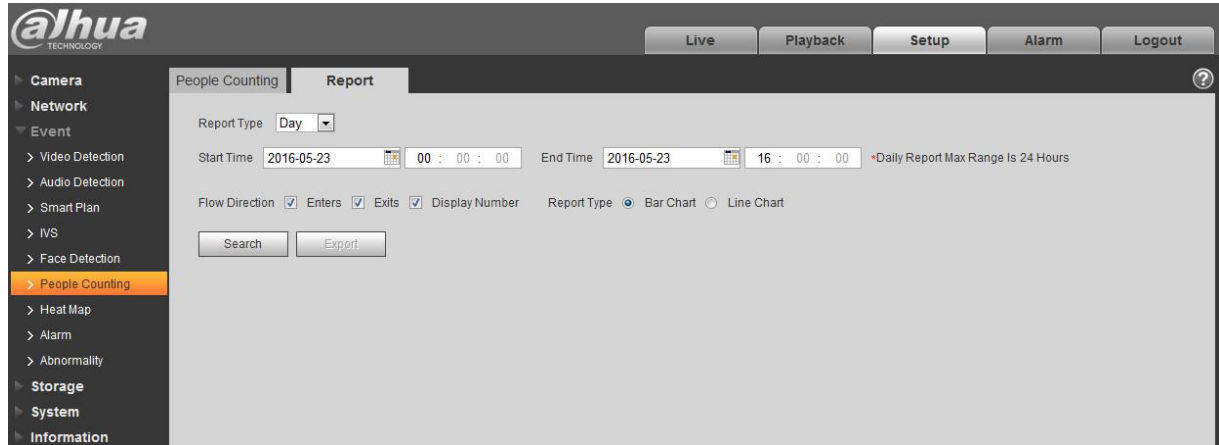 alhua
TECHNOLOGY
Live
Playback
Setup
Alarm
Logout
Camera
Network
Event
Video Detection
Audio Detection
Smart Plan
IVS
Face Detection
People Counting
Heat Map
Alarm
Abnormality
Storage
System
Information
People Counting
Report
?
Report Type Day
Start Time 2016-05-23 00 : 00 : 00 End Time 2016-05-23 16 : 00 : 00 *Daily Report Max Range Is 24 Hours
Flow Direction Enters Exits Display Number Report Type Bar Chart Line Chart
Search Export